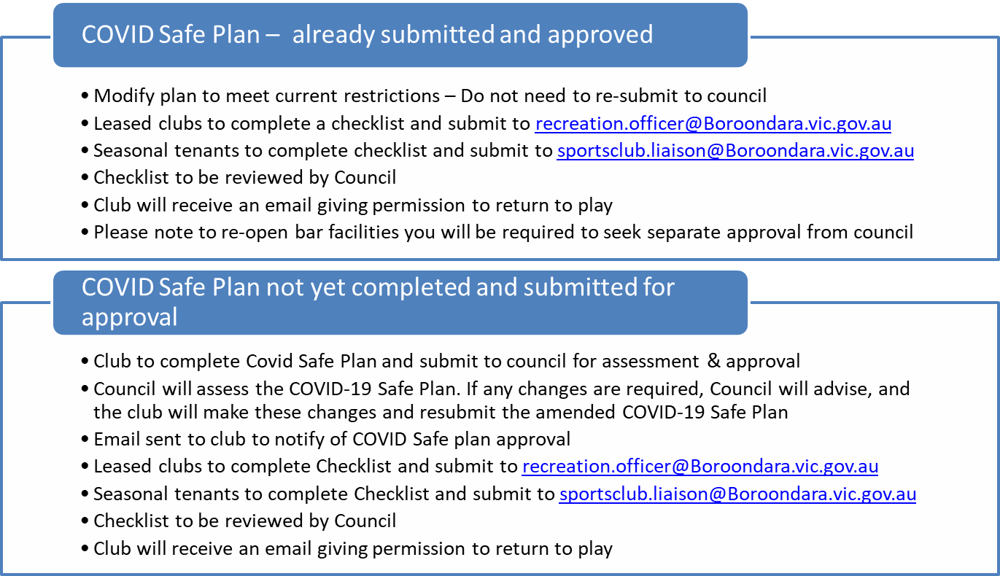 COVID Safe Plan – already submitted and approved
• Modify plan to meet current restrictions – Do not need to re-submit to council
• Leased clubs to complete a checklist and submit to recreation.officer@Boroondara.vic.gov.au
• Seasonal tenants to complete checklist and submit to sportsclub.liaison@Boroondara.vic.gov.au
• Checklist to be reviewed by Council
• Club will receive an email giving permission to return to play
• Please note to re-open bar facilities you will be required to seek separate approval from council
COVID Safe Plan not yet completed and submitted for
approval
• Club to complete Covid Safe Plan and submit to council for assessment & approval
• Council will assess the COVID-19 Safe Plan. If any changes are required, Council will advise, and
the club will make these changes and resubmit the amended COVID-19 Safe Plan
• Email sent to club to notify of COVID Safe plan approval
• Leased clubs to complete Checklist and submit to recreation.officer@Boroondara.vic.gov.au
• Seasonal tenants to complete Checklist and submit to sportsclub.liaison@Boroondara.vic.gov.au
• Checklist to be reviewed by Council
• Club will receive an email giving permission to return to play